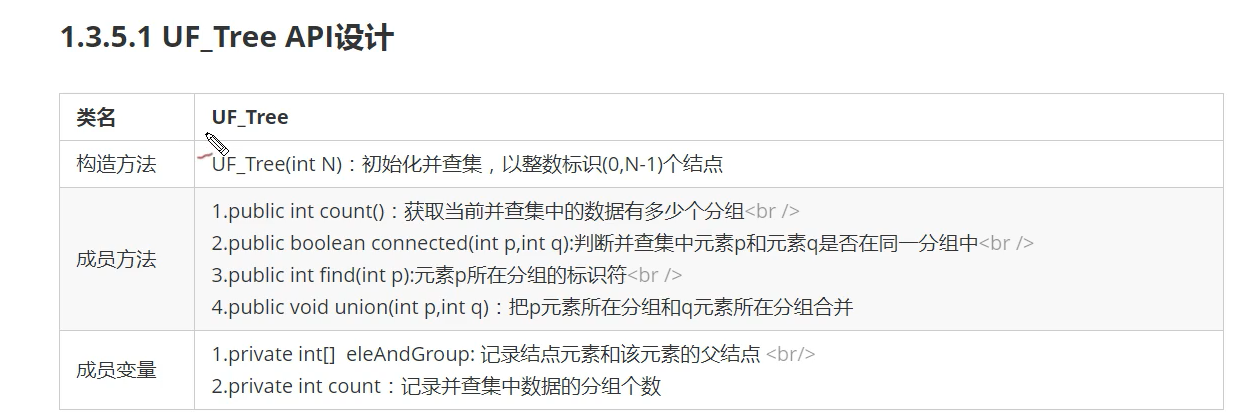 1.3.5.1 UF_Tree API设计
类名 UF_Tree
构造方法 UF_Tree(int N)：初始化并查集，以整数标识(0,N-1)个结点
成员方法
1.public int count()：获取当前并查集中的数据有多少个分组<br />
2.public boolean connected(int p,int q):判断并查集中元素p和元素q是否在同一分组中<br />
3.public int find(int p):元素p所在分组的标识符<br />
4.public void union(int p,int q)：把p元素所在分组和q元素所在分组合并
成员变量
1.private int[]  eleAndGroup: 记录结点元素和该元素的父结点 <br/>
2.private int count：记录并查集中数据的分组个数